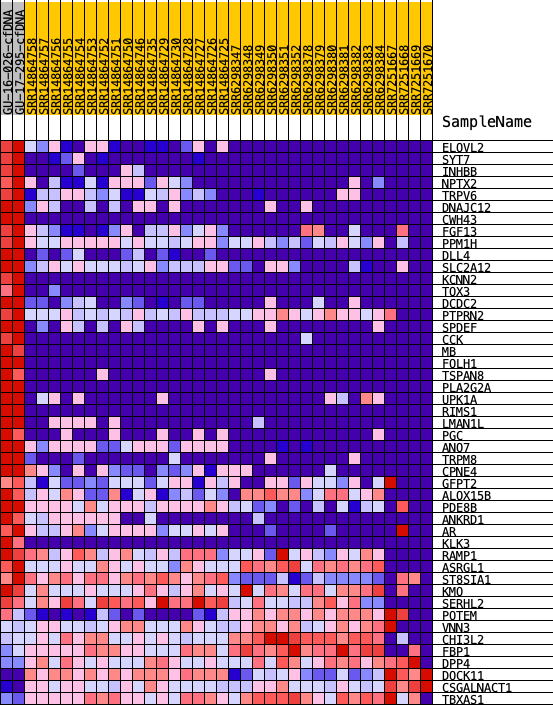 GU-16-026-cfDNA
GU-17-295-cfDNA
SRR14864758
SRR14864757
SRR14864756
SRR14864755
SRR14864754
SRR14864753
SRR14864752
SRR14864751
SRR14864750
SRR14864746
SRR14864735
SRR14864729
SRR14864730
SRR14864728
SRR14864727
SRR14864726
SRR14864725
SRR6298347
SRR6298348
SRR6298349
SRR6298350
SRR6298351
SRR6298352
SRR6298378
SRR6298379
SRR6298380
SRR6298381
SRR6298382
SRR6298383
SRR6298384
SRR7251667
SRR7251668
SRR7251669
SRR7251670
SampleName
ELOVL2
SYT7
INHBB
NPTX2
TRPV6
DNAJC12
CWH43
FGF13
PPM1H
DLL4
SLC2A12
KCNN2
TOX3
DCDC2
PTPRN2
SPDEF
CCK
MB
FOLH1
TSPAN8
PLA2G2A
UPK1A
RIMS1
LMAN1L
PGC
ANO7
TRPM8
CPNE4
GFPT2
ALOX15B
PDE8B
ANKRD1
AR
KLK3
RAMP1
ASRGL1
ST8SIA1
KMO
SERHL2
POTEM
VNN3
CHI3L2
FBP1
DPP4
DOCK11
CSGALNACT1
TBXAS1